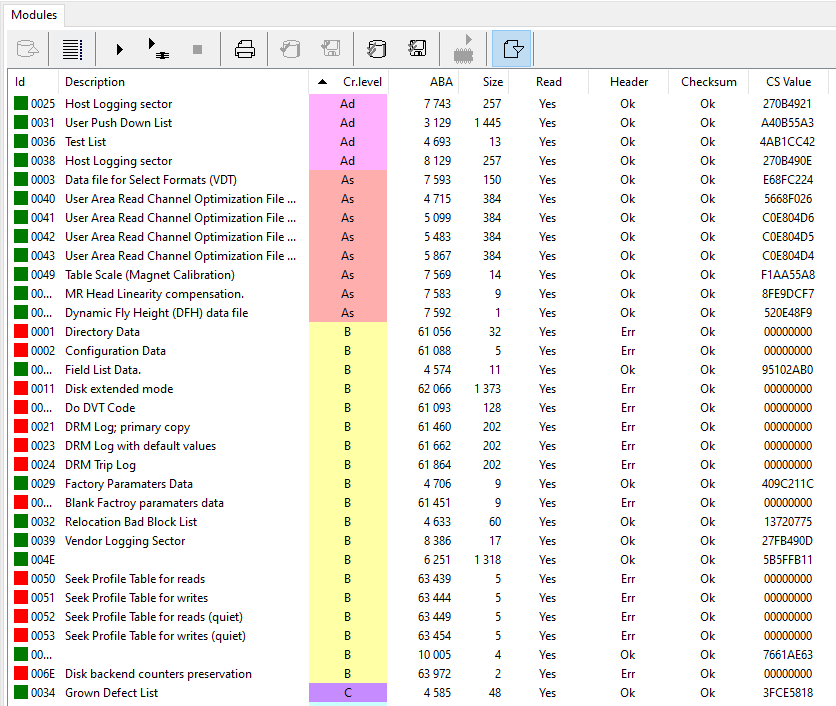 Modules
Id Description Cr.level ABA Size Read Header Checksum CS Value
0025 Host Logging sector Ad 7 743 257 Yes Ok Ok 270B4921
0031 User Push Down List Ad 3 129 1 445 Yes Ok Ok A40B55A3
0036 Test List Ad 4 693 13 Yes Ok Ok 4AB1CC42
0038 Host Logging sector Ad 8 129 257 Yes Ok Ok 270B490E
0003 Data file for Select Formats (VDT) As 7 593 150 Yes Ok Ok E68FC224
0040 User Area Read Channel Optimization File ... As 4 715 384 Yes Ok Ok 5668F026
0041 User Area Read Channel Optimization File ... As 5 099 384 Yes Ok Ok C0E804D6
0042 User Area Read Channel Optimization File ... As 5 483 384 Yes Ok Ok C0E804D5
0043 User Area Read Channel Optimization File ... As 5 867 384 Yes Ok Ok C0E804D4
0049 Table Scale (Magnet Calibration) As 7 569 14 Yes Ok Ok F1AA55A8
00... MR Head Linearity compensation. As 7 583 9 Yes Ok Ok 8FE9DCF7
00... Dynamic Fly Height (DFH) data file As 7 592 1 Yes Ok Ok 520E48F9
0001 Directory Data B 61 056 32 Yes Err Ok 00000000
0002 Configuration Data B 61 088 5 Yes Err Ok 00000000
00... Field List Data. B 4 574 11 Yes Ok Ok 95102AB0
0011 Disk extended mode B 62 066 1 373 Yes Err Ok 00000000
00... Do DVT Code B 61 093 128 Yes Err Ok 00000000
0021 DRM Log; primary copy B 61 460 202 Yes Err Ok 00000000
0023 DRM Log with default values B 61 662 202 Yes Err Ok 00000000
0024 DRM Trip Log B 61 864 202 Yes Err Ok 00000000
0029 Factory Paramaters Data B 4 706 9 Yes Ok Ok 409C211C
00... Blank Factroy paramaters data B 61 451 9 Yes Err Ok 00000000
0032 Relocation Bad Block List B 4 633 60 Yes Ok Ok 13720775
0039 Vendor Logging Sector B 8 386 17 Yes Ok Ok 27FB490D
004E B 6 251 1 318 Yes Ok Ok 5B5FFB11
0050 Seek Profile Table for reads B 63 439 5 Yes Err Ok 00000000
0051 Seek Profile Table for writes B 63 444 5 Yes Err Ok 00000000
0052 Seek Profile Table for reads (quiet) B 63 449 5 Yes Err Ok 00000000
0053 Seek Profile Table for writes (quiet) B 63 454 5 Yes Err Ok 00000000
00... B 10 005 4 Yes Ok Ok 7661AE63
006E Disk backend counters preservation B 63 972 2 Yes Err Ok 00000000
0034 Grown Defect List C 4 585 48 Yes Ok Ok 3FCE5818